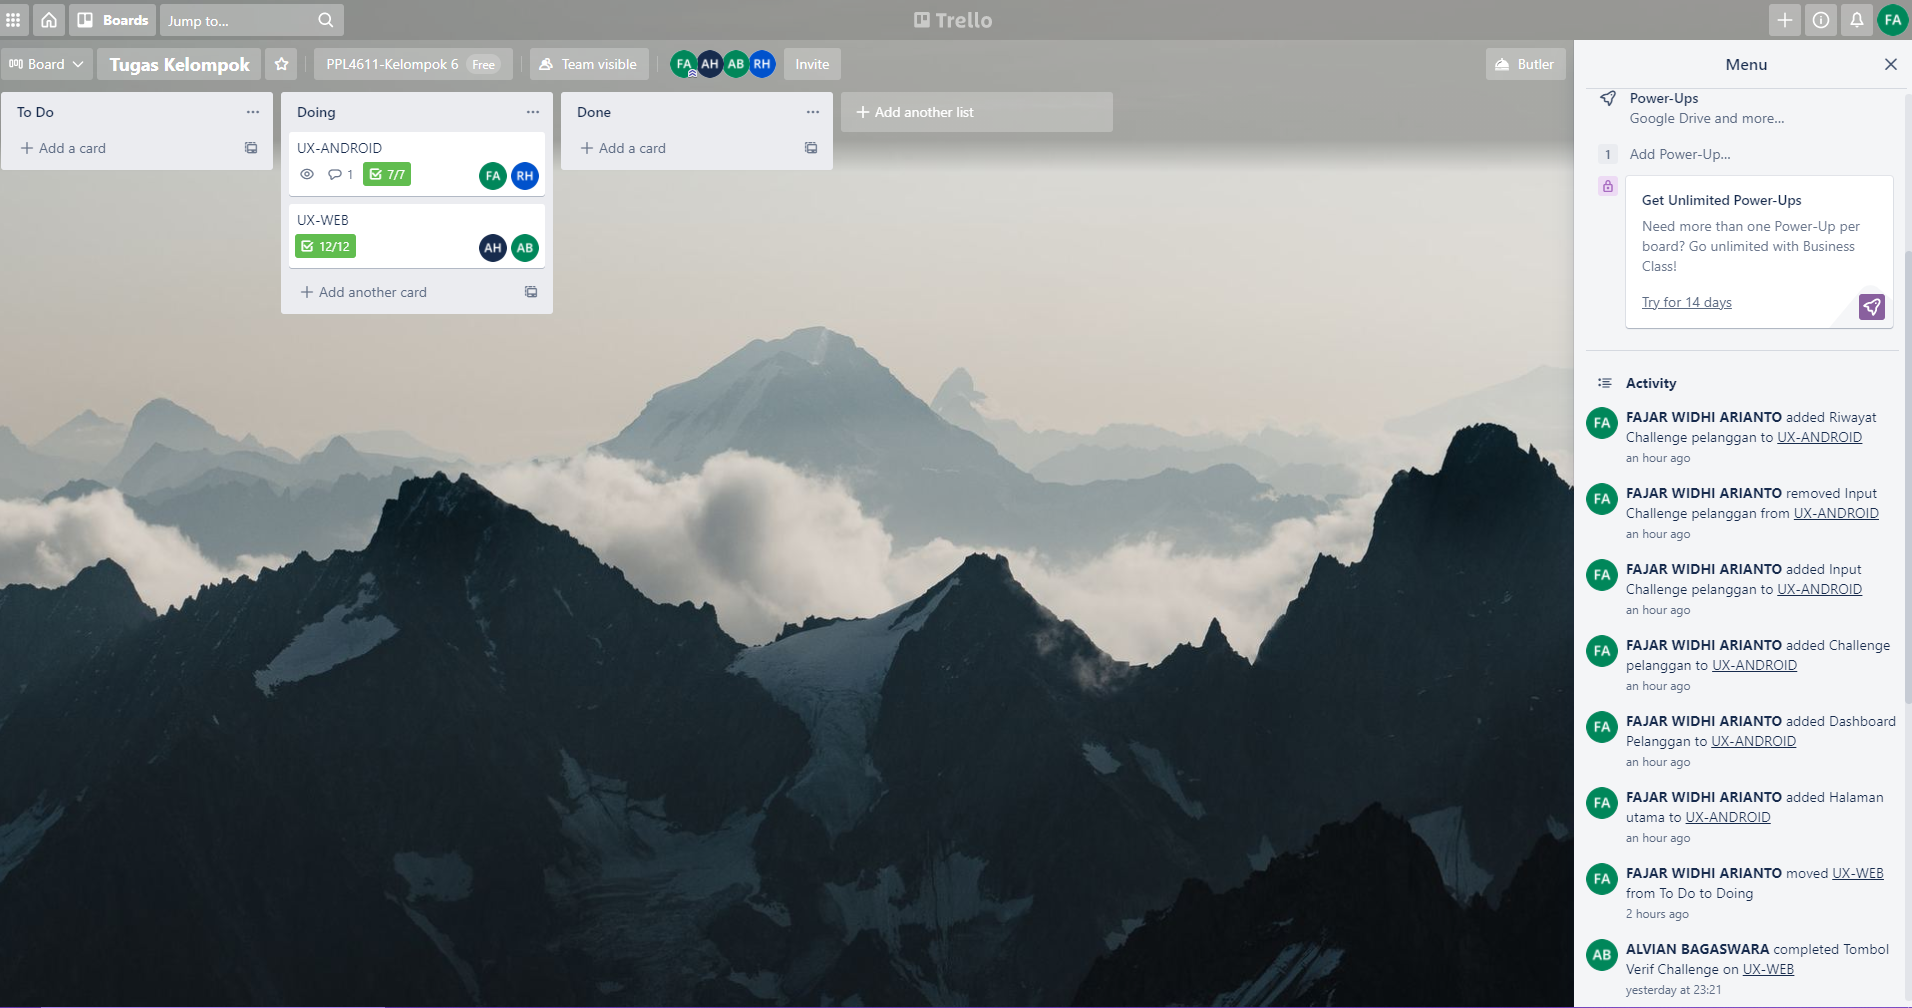 Boards
Jump to...
Trello
FA
Board
Tugas Kelompok
PPL4611-Kelompok 6 Free
Team visible
FA AH AB RH
Invite
Butler
To Do
Add a card
Doing
UX-ANDROID
1 7/7
FA RH
UX-WEB
12/12
AH AB
Add another card
Done
Add a card
Add another list
Menu
Power-Ups
Google Drive and more...
1 Add Power-Up...
Get Unlimited Power-Ups
Need more than one Power-Up per
board? Go unlimited with Business
Class!
Try for 14 days
Activity
FA
FAJAR WIDHI ARIANTO added Riwayat
Challenge pelanggan to UX-ANDROID
an hour ago
FA
FAJAR WIDHI ARIANTO removed Input
Challenge pelanggan from UX-ANDROID
an hour ago
FA
FAJAR WIDHI ARIANTO added Input
Challenge pelanggan to UX-ANDROID
an hour ago
FA
FAJAR WIDHI ARIANTO added Challenge
pelanggan to UX-ANDROID
an hour ago
FA
FAJAR WIDHI ARIANTO added Dashboard
Pelanggan to UX-ANDROID
an hour ago
FA
FAJAR WIDHI ARIANTO added Halaman
utama to UX-ANDROID
an hour ago
FA
FAJAR WIDHI ARIANTO moved UX-WEB
from To Do to Doing
2 hours ago
AB
ALVIAN BAGASWARA completed Tombol
Verif Challenge on UX-WEB
yesterday at 23:21